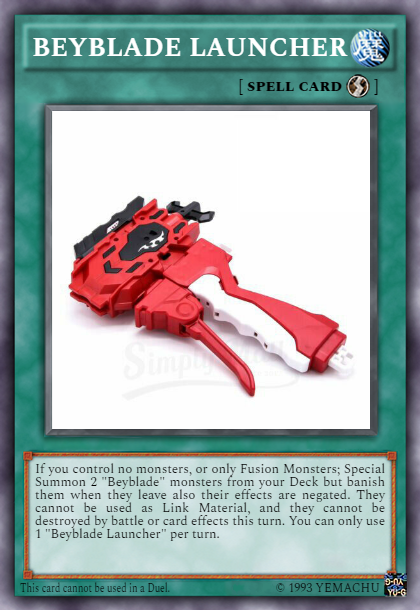 BEYBLADE LAUNCHER 魔
[ SPELL CARD ]
If you control no monsters, or only Fusion Monsters; Special
Summon 2 "Beyblade" monsters from your Deck but banish
them when they leave also their effects are negated. They
cannot be used as Link Material, and they cannot be
destroyed by battle or card effects this turn. You can only use
1 "Beyblade Launcher" per turn.
This card cannot be used in a Duel. © 1993 YEMACHU